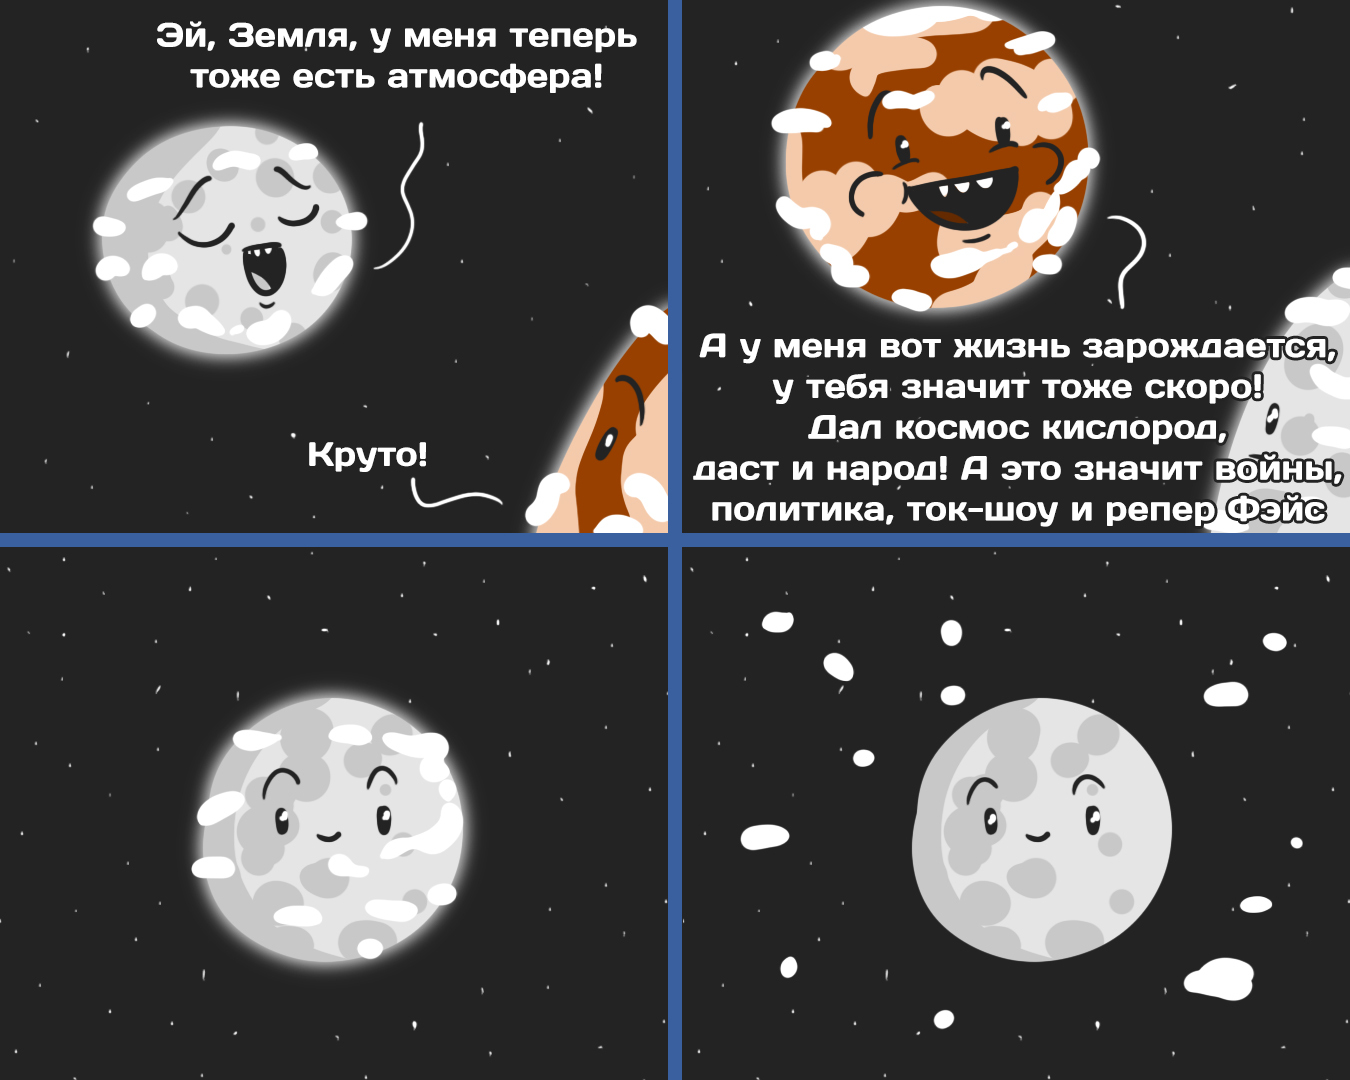 Эй, Земля, у меня теперь
тоже есть атмосфера!
Круто!
А у меня вот жизнь зарождается,
у тебя значит тоже скоро!
Дал космос кислород,
даст и народ! А это значит войны,
политика, ток-шоу и репер Фэйс